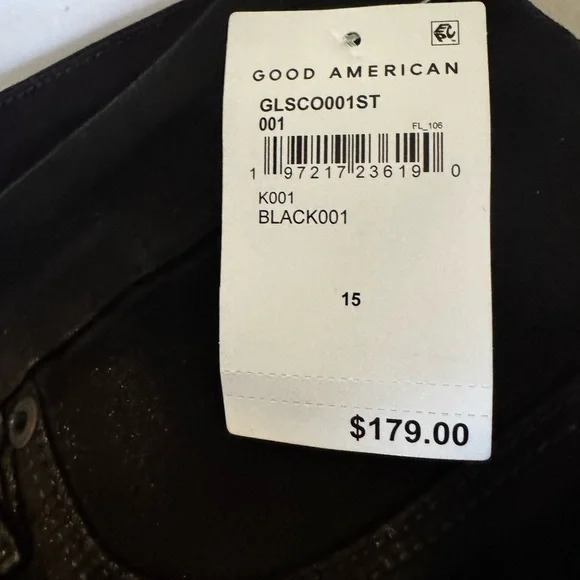 GOOD AMERICAN
GLSCO001ST
001
FL_106
1 97217 23619 0
K001
BLACK001
15
$179.00